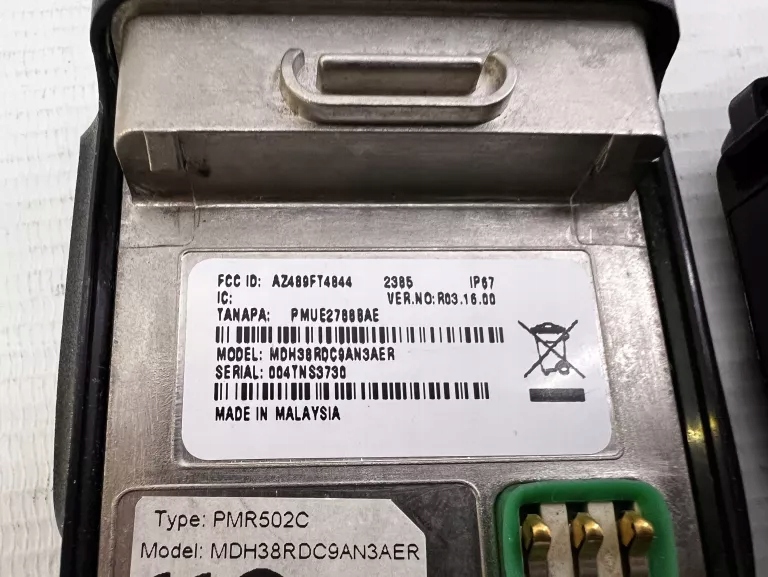 FCC ID: AZ489FT4844 2385 IP67
IC: VER.NO:R03.16.00
TANAPA: PMUE2788BAE
MODEL: MDH38RDC9AN3AER
SERIAL: 004TNS3730
MADE IN MALAYSIA
Type: PMR502C
Model: MDH38RDC9AN3AER